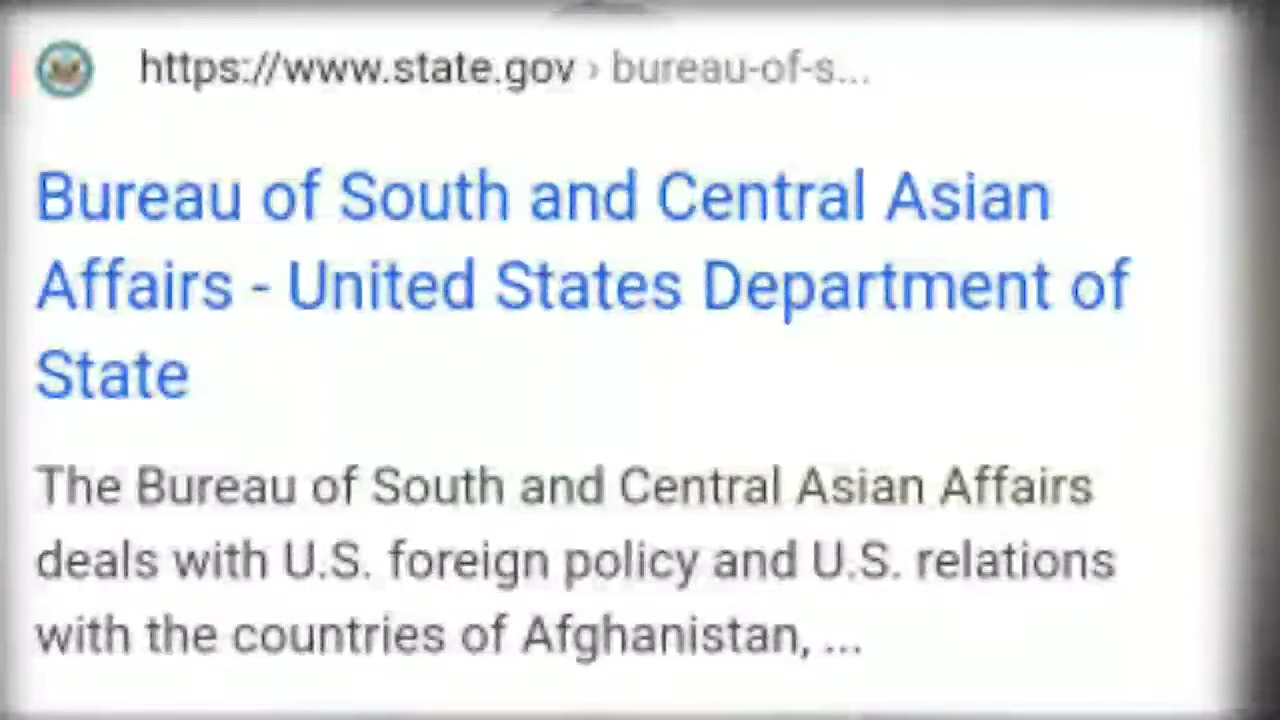 https://www.state.gov › bureau-of-s...
Bureau of South and Central Asian
Affairs - United States Department of
State
The Bureau of South and Central Asian Affairs
deals with U.S. foreign policy and U.S. relations
with the countries of Afghanistan, ...